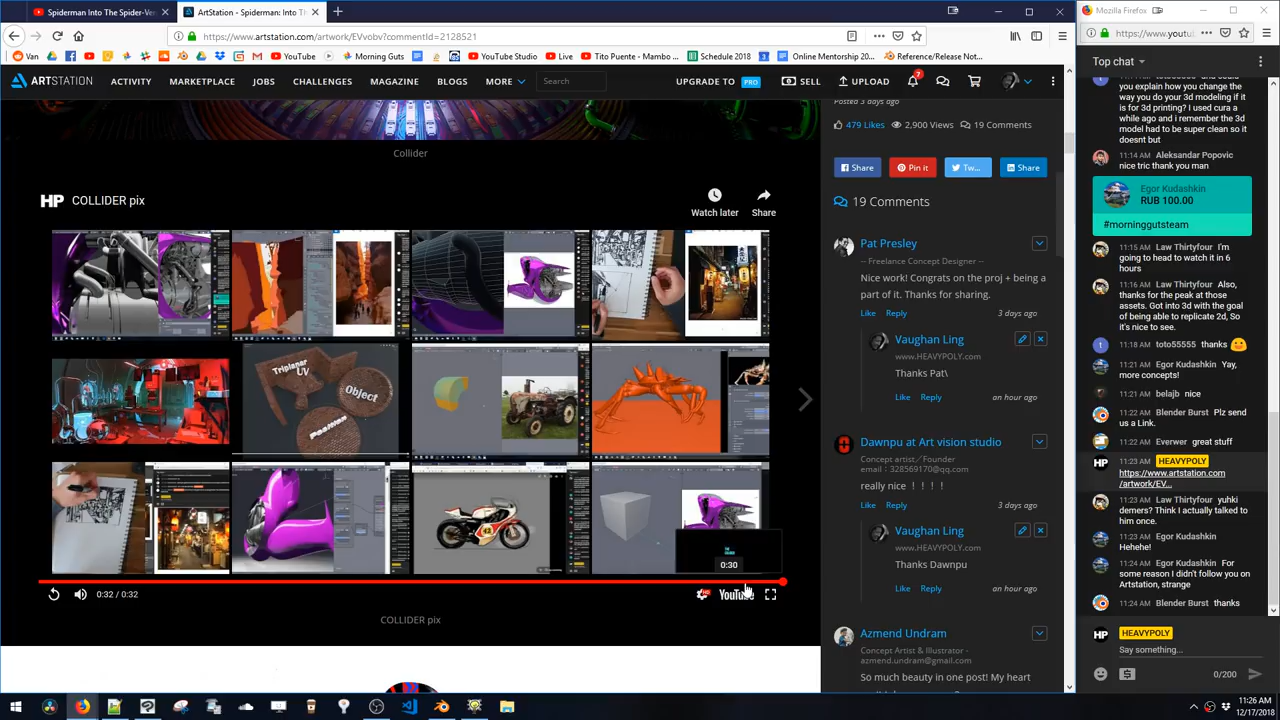 Spiderman Into The Spider-Ver
ArtStation - Spiderman: Into Th
Mozilla Firefox
https://www.artstation.com/artwork/EVvobv?commentId=2128521
https://www.youtu
Van
YouTube
Morning Guts
YouTube Studio
Live
Tito Puente - Mambo ...
Schedule 2018
Online Mentorship 20...
Reference/Release Not...
Top chat
ARTSTATION
ACTIVITY
MARKETPLACE
JOBS
CHALLENGES
MAGAZINE
BLOGS
MORE
Search
UPGRADE TO PRO
SELL
UPLOAD
7
Posted 3 days ago
479 Likes
2,900 Views
19 Comments
Collider
Share
Pin it
Tw...
Share
HP COLLIDER pix
Watch later
Share
Triplanar
UV
Object
0:30
0:32 / 0:32
HD
YouTube
COLLIDER pix
19 Comments
Pat Presley
-- Freelance Concept Designer --
Nice work! Congrats on the proj + being a
part of it. Thanks for sharing.
Like Reply 3 days ago
Vaughan Ling
www.HEAVYPOLY.com
Thanks Pat\
Like Reply an hour ago
Dawnpu at Art vision studio
Concept artist／Founder
email：328569170@qq.com
really nice ！！！！
Like Reply 3 days ago
Vaughan Ling
www.HEAVYPOLY.com
Thanks Dawnpu
Like Reply an hour ago
Azmend Undram
Concept Artist & Illustrator -
azmend.undram@gmail.com
So much beauty in one post! My heart
explain how you change the
way you do your 3d modeling if it
is for 3d printing? I used cura a
while ago and i remember the 3d
model had to be super clean so it
doesnt but
11:14 AM Aleksandar Popovic
nice tric thank you man
Egor Kudashkin
RUB 100.00
#morninggutsteam
11:15 AM Law Thirtyfour I'm
going to head to watch it in 6
hours
11:16 AM Law Thirtyfour Also,
thanks for the peak at those
assets. Got into 3d with the goal
of being able to replicate 2d, So
it's nice to see.
11:18 AM toto55555 thanks
11:21 AM Egor Kudashkin Yay,
more concepts!
11:21 AM belajb nice
11:22 AM Blender Burst Plz send
us a Link.
11:22 AM Everwer great stuff
11:23 AM HEAVYPOLY
https://www.artstation.com
/artwork/EV...
11:23 AM Law Thirtyfour yuhki
demers? Think I actually talked to
him once.
11:23 AM Egor Kudashkin
Hehehe!
11:24 AM Egor Kudashkin For
some reason I didn't follow you on
Artstation, strange
11:24 AM Blender Burst thanks
HP HEAVYPOLY
Say something...
0/200
11:26 AM
12/17/2018